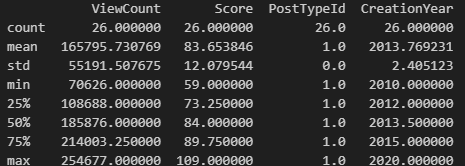 ViewCount Score PostTypeId CreationYear
count 26.000000 26.000000 26.0 26.000000
mean 165795.730769 83.653846 1.0 2013.769231
std 55191.507675 12.079544 0.0 2.405123
min 70626.000000 59.000000 1.0 2010.000000
25% 108688.000000 73.250000 1.0 2012.000000
50% 185876.000000 84.000000 1.0 2013.500000
75% 214003.250000 89.750000 1.0 2015.000000
max 254677.000000 109.000000 1.0 2020.000000